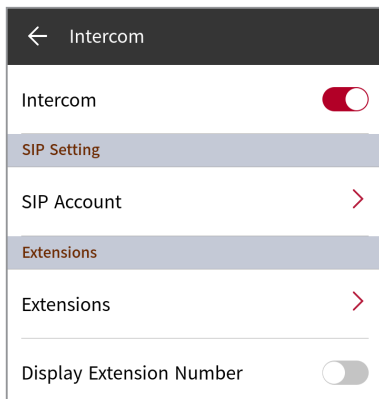 Intercom
Intercom
SIP Setting
SIP Account
Extensions
Extensions
Display Extension Number